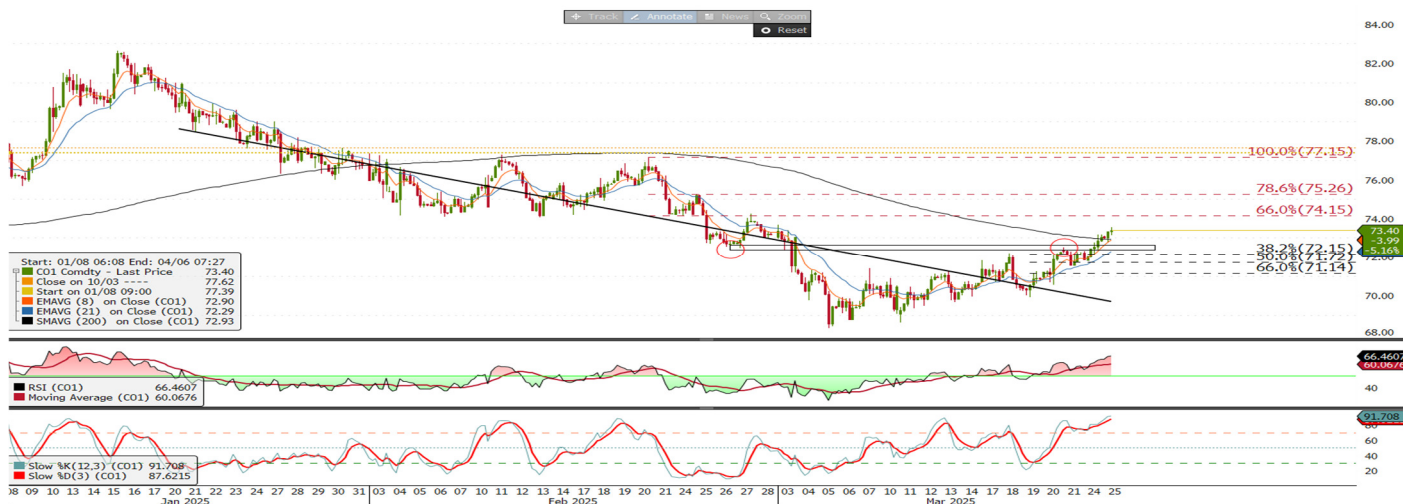 Track Annotate News Zoom
Reset
84.00
82.00
80.00
78.00
76.00
74.00
72.00
70.00
68.00
100.0%(77.15)
78.6%(75.26)
66.0%(74.15)
38.2%(72.15)
50.0%(71.72)
66.0%(71.14)
73.40
-3.99
-5.16%
Start: 01/08 06:08 End: 04/06 07:27
CO1 Comdty - Last Price 73.40
Close on 10/03 ---- 77.62
Start on 01/08 09:00 77.39
EMAVG (8) on Close (CO1) 72.90
EMAVG (21) on Close (CO1) 72.29
SMAVG (200) on Close (CO1) 72.93
66.4607
60.0676
40
RSI (CO1) 66.4607
Moving Average (CO1) 60.0676
91.708
60
40
20
Slow %K(12,3) (CO1) 91.708
Slow %D(3) (CO1) 87.6215
08 09 10 13 14 15 16 17 20 21 22 23 24 27 28 29 30 31 03 04 05 06 07 10 11 12 13 14 17 18 19 20 21 24 25 26 27 28 03 04 05 06 07 10 11 12 13 14 17 18 19 20 21 24 25
Jan 2025 Feb 2025 Mar 2025